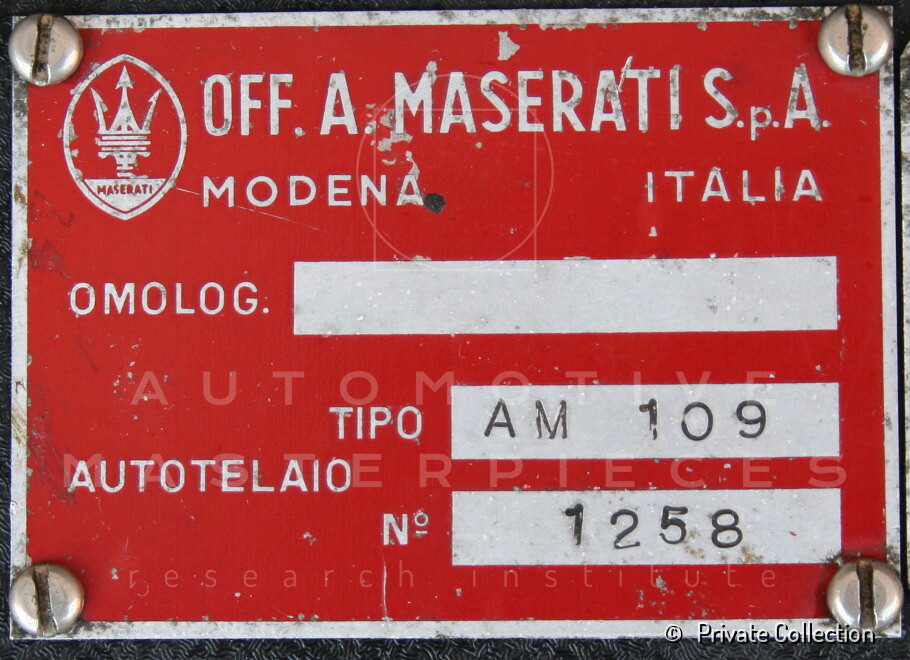 OFF. A. MASERATI S.p.A.
MASERATI
MODENA ITALIA
OMOLOG.
AUTOMOTIVE
TIPO AM 109
MASTERPIECES
AUTOTELAIO
Nº 1258
research institute
© Private Collection